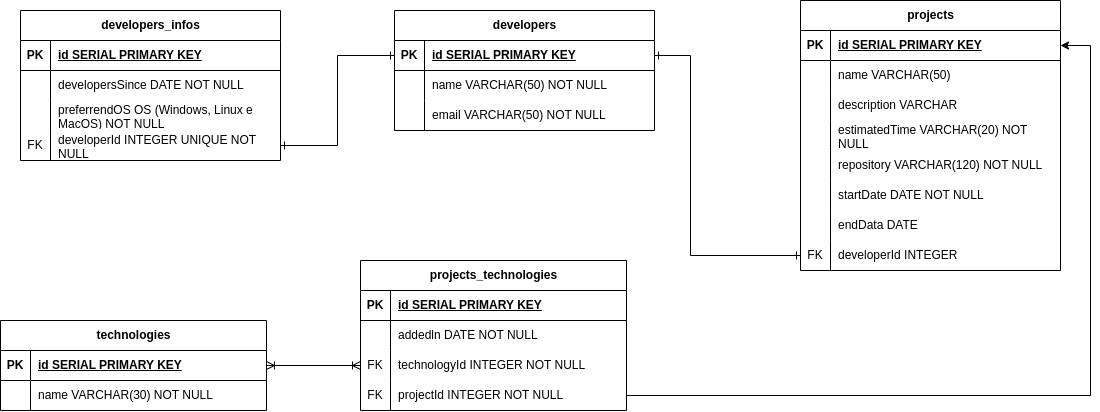 developers_infos
PK id SERIAL PRIMARY KEY
developersSince DATE NOT NULL
preferrendOS OS (Windows, Linux e
MacOS) NOT NULL
FK developerId INTEGER UNIQUE NOT
NULL
developers
PK id SERIAL PRIMARY KEY
name VARCHAR(50) NOT NULL
email VARCHAR(50) NOT NULL
projects
PK id SERIAL PRIMARY KEY
name VARCHAR(50)
description VARCHAR
estimatedTime VARCHAR(20) NOT
NULL
repository VARCHAR(120) NOT NULL
startDate DATE NOT NULL
endData DATE
FK developerId INTEGER
projects_technologies
PK id SERIAL PRIMARY KEY
addedIn DATE NOT NULL
FK technologyId INTEGER NOT NULL
FK projectId INTEGER NOT NULL
technologies
PK id SERIAL PRIMARY KEY
name VARCHAR(30) NOT NULL